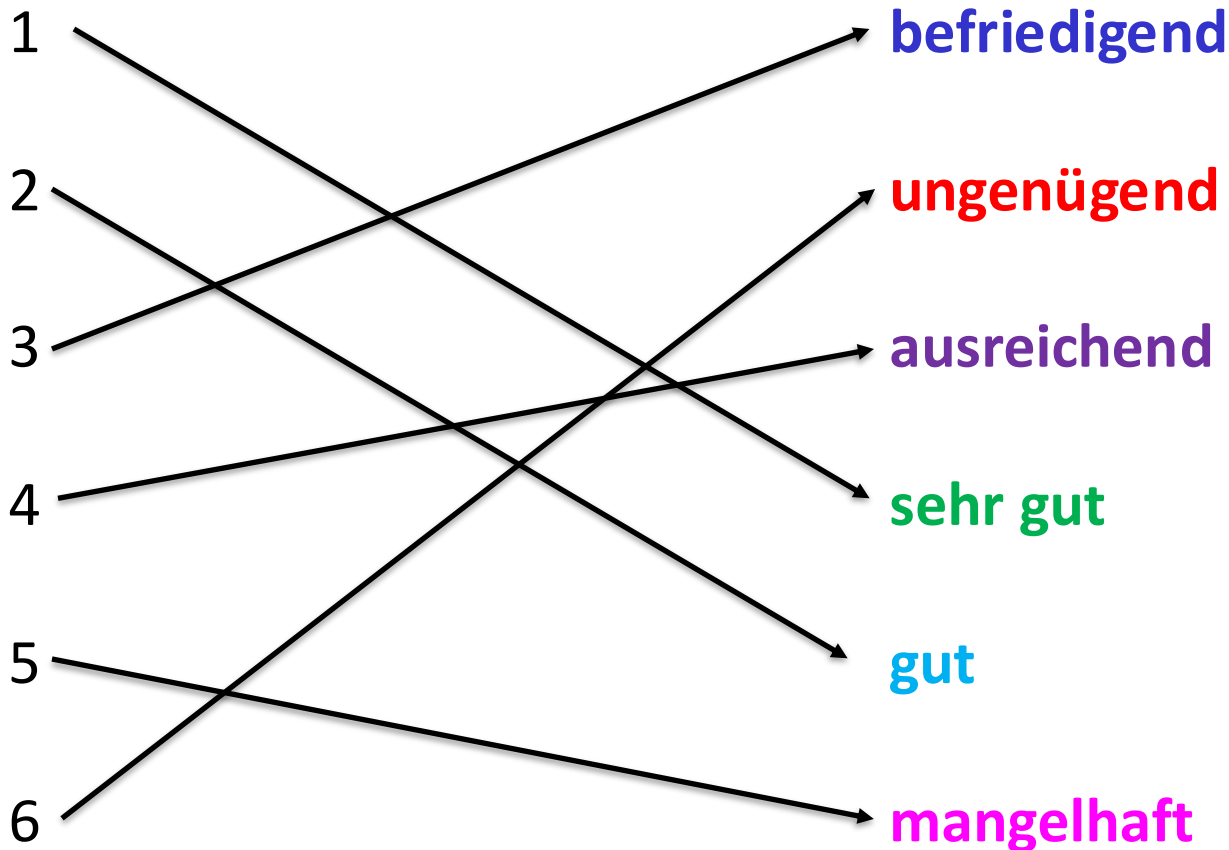 1 befriedigend
2 ungenügend
3 ausreichend
4 sehr gut
5 gut
6 mangelhaft